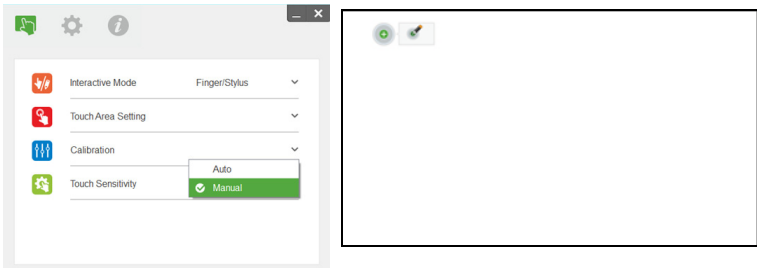 Interactive Mode Finger/Stylus
Touch Area Setting
Calibration
Auto
Touch Sensitivity
Manual